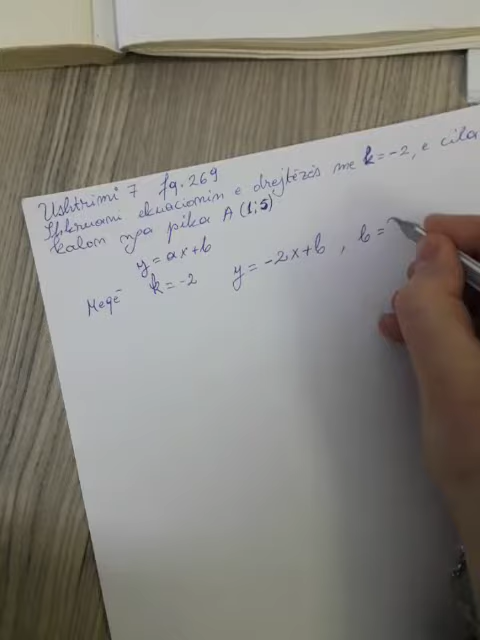 Ushtrimi 7 fq. 269
Shkruani ekuacionin e drejtëzës me k = -2, e cila
kalon nga pika A (1;5)
y = ax+b
Meqë k = -2 y = -2x+b , b = ?